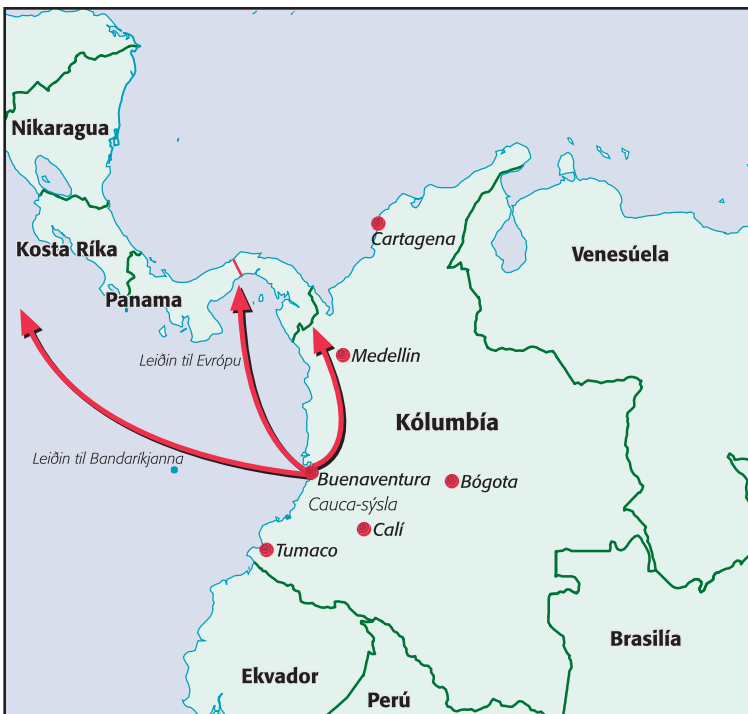 Nikaragua
Cartagena
Kosta Ríka
Venesúela
Panama
Leiðin til Evrópu
Medellin
Kólumbía
Leiðin til Bandaríkjanna
Buenaventura
Bógota
Cauca-sýsla
Calí
Tumaco
Brasilía
Ekvador
Perú